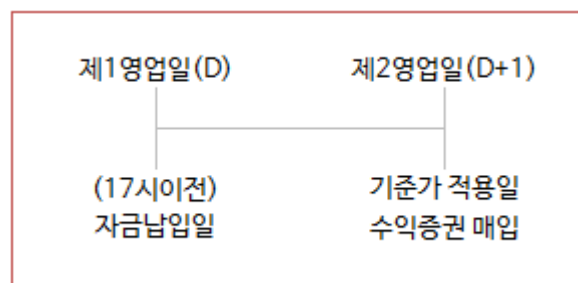 제1영업일(D)
제2영업일(D+1)
(17시이전)
자금납입일
기준가 적용일
수익증권 매입